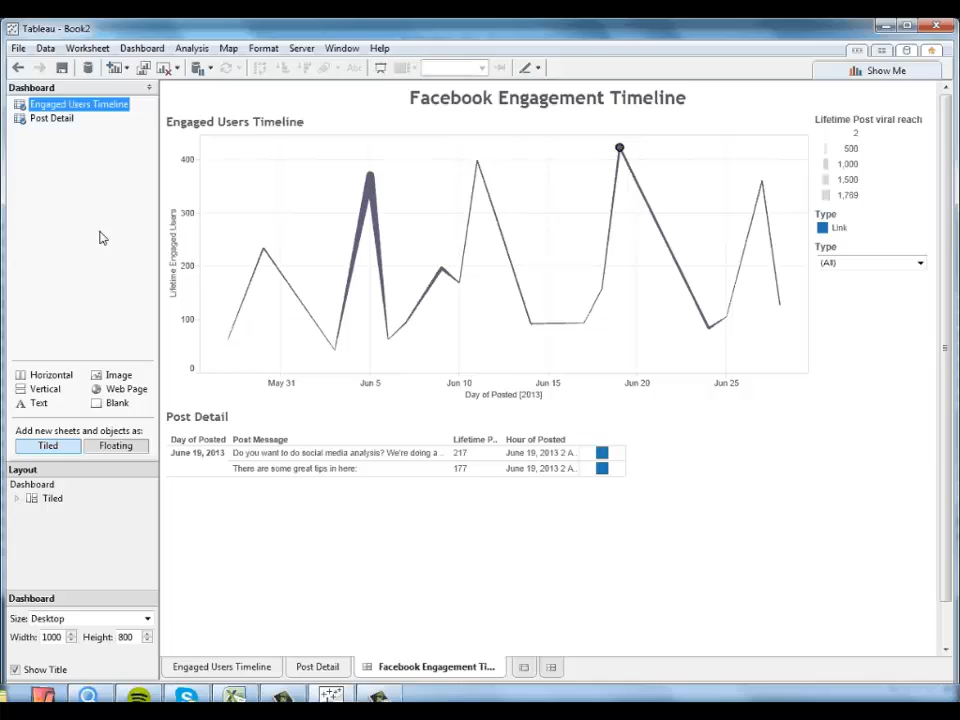 Tableau - Book2
File Data Worksheet Dashboard Analysis Map Format Server Window Help
Abc
Show Me
Dashboard
Engaged Users Timeline
Post Detail
Horizontal Image
Vertical Web Page
A Text Blank
Add new sheets and objects as:
Tiled Floating
Layout
Dashboard
Tiled
Dashboard
Size: Desktop
Width: 1000 Height: 800
Show Title
Facebook Engagement Timeline
Engaged Users Timeline
Lifetime Engaged Users
400
300
200
100
0
May 31 Jun 5 Jun 10 Jun 15 Jun 20 Jun 25
Day of Posted [2013]
Lifetime Post viral reach
2
500
1,000
1,500
1,769
Type
Link
Type
(All)
Post Detail
Day of Posted Post Message Lifetime P.. Hour of Posted
June 19, 2013 Do you want to do social media analysis? We're doing a .. 217 June 19, 2013 2 A..
There are some great tips in here: 177 June 19, 2013 2 A..
Engaged Users Timeline Post Detail Facebook Engagement Ti...